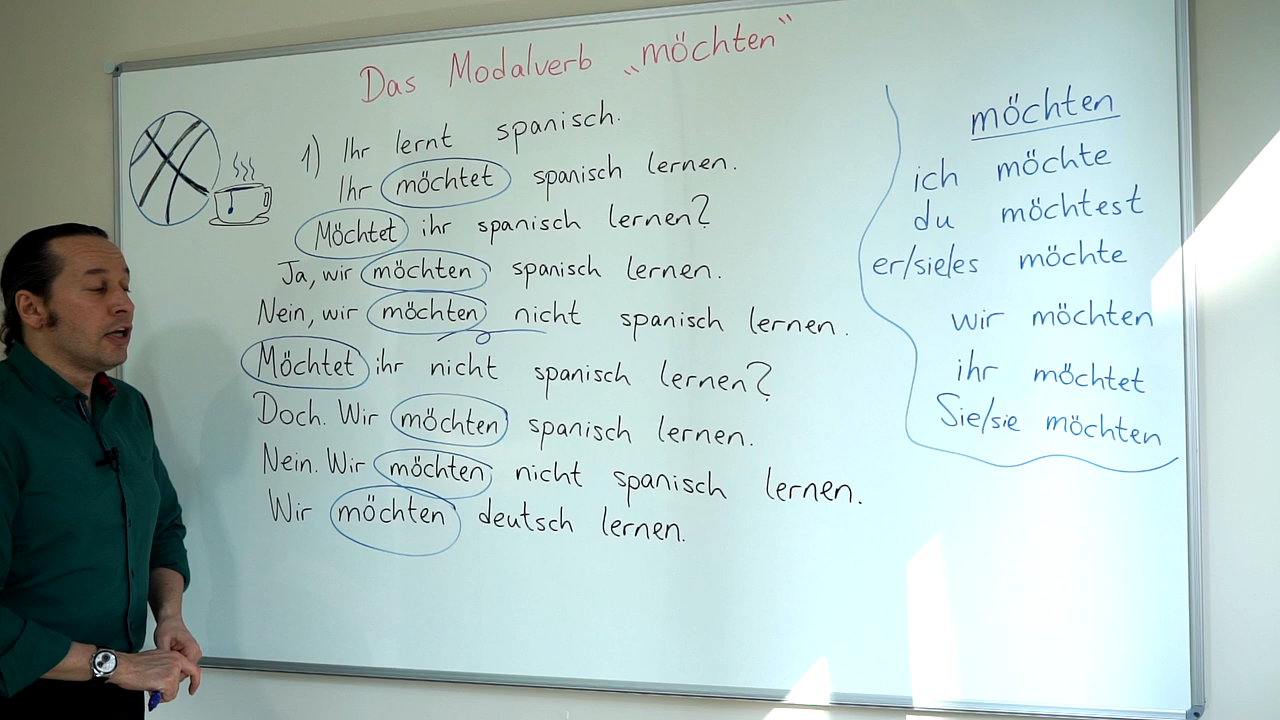 Das Modalverb „möchten“
1) Ihr lernt spanisch.
Ihr möchtet spanisch lernen.
Möchtet ihr spanisch lernen?
Ja, wir möchten spanisch lernen.
Nein, wir möchten nicht spanisch lernen.
Möchtet ihr nicht spanisch lernen?
Doch. Wir möchten spanisch lernen.
Nein. Wir möchten nicht spanisch lernen.
Wir möchten deutsch lernen.
möchten
ich möchte
du möchtest
er/sie/es möchte
wir möchten
ihr möchtet
Sie/sie möchten